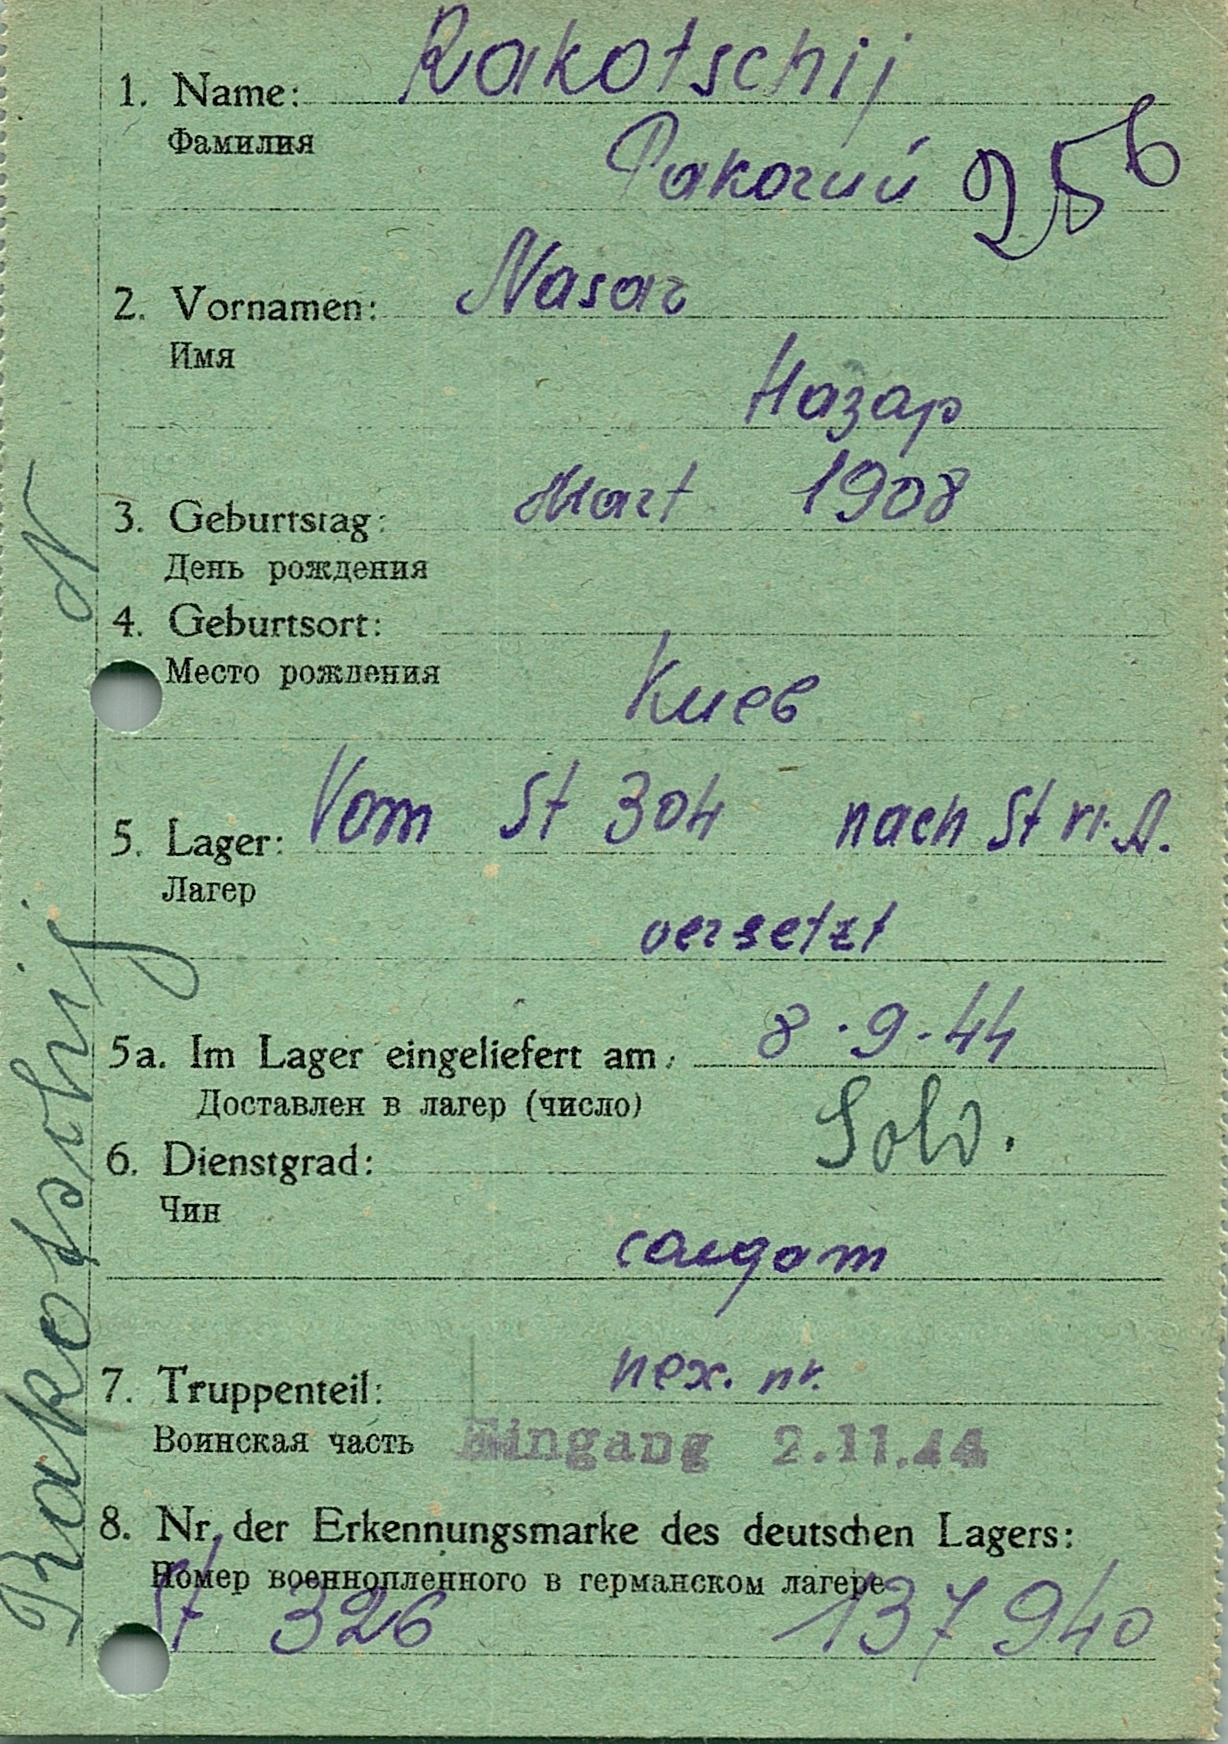 1. Name: Rakotschij
Фамилия
Ракочий 256
2. Vornamen: Nasar
Имя
Назар
3. Geburtstag: Mart 1908
День рождения
4. Geburtsort:
Место рождения
Киев
5. Lager: Vom St 304 nach St VI.A.
Лагер
versetzt
5a. Im Lager eingeliefert am: 8.9.44
Доставлен в лагер (число)
6. Dienstgrad: Sold.
Чин
салдат
7. Truppenteil: пех. nr.
Воинская часть Eingang 2.11.44
8. Nr. der Erkennungsmarke des deutschen Lagers:
Номер военнопленного в германском лагере
St 326 137940
Rakotschij N